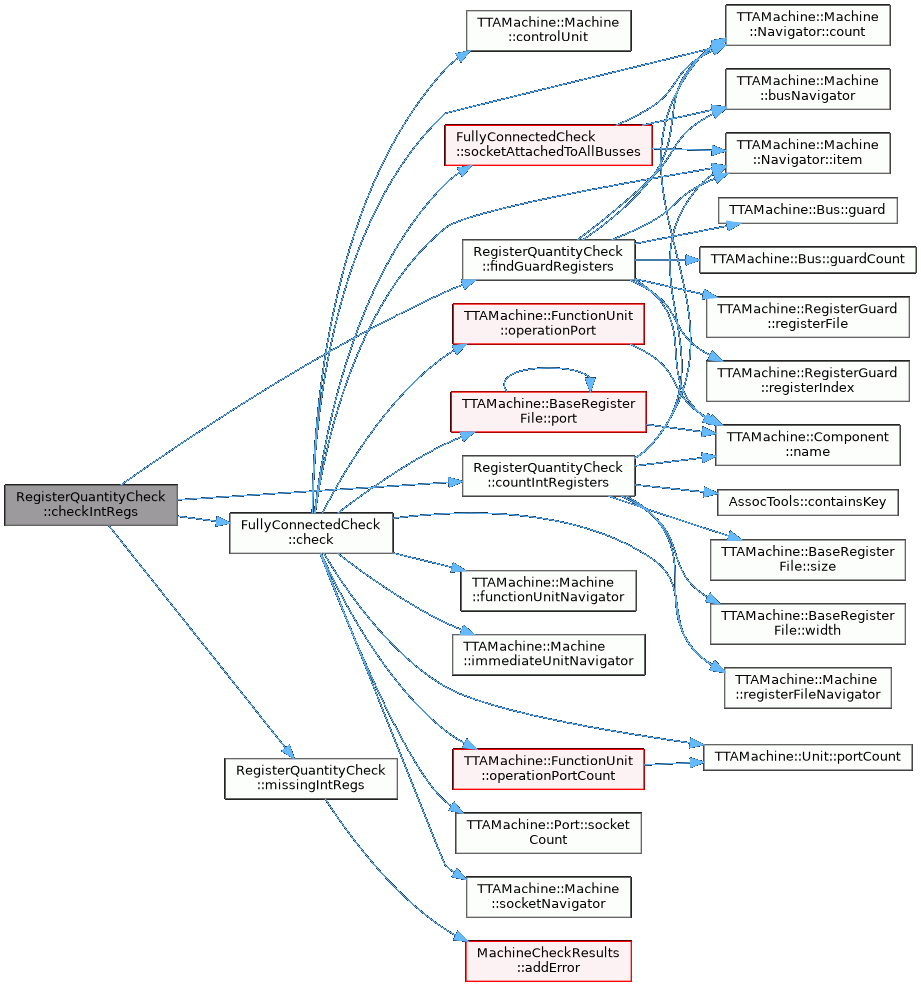 RegisterQuantityCheck
::checkIntRegs
FullyConnectedCheck
::check
RegisterQuantityCheck
::missingIntRegs
TTAMachine::Machine
::controlUnit
FullyConnectedCheck
::socketAttachedToAllBusses
RegisterQuantityCheck
::findGuardRegisters
TTAMachine::FunctionUnit
::operationPort
TTAMachine::BaseRegister
File::port
RegisterQuantityCheck
::countIntRegisters
TTAMachine::Machine
::functionUnitNavigator
TTAMachine::Machine
::immediateUnitNavigator
TTAMachine::FunctionUnit
::operationPortCount
TTAMachine::Port::socket
Count
TTAMachine::Machine
::socketNavigator
MachineCheckResults
::addError
TTAMachine::Machine
::Navigator::count
TTAMachine::Machine
::busNavigator
TTAMachine::Machine
::Navigator::item
TTAMachine::Bus::guard
TTAMachine::Bus::guardCount
TTAMachine::RegisterGuard
::registerFile
TTAMachine::RegisterGuard
::registerIndex
TTAMachine::Component
::name
AssocTools::containsKey
TTAMachine::BaseRegister
File::size
TTAMachine::BaseRegister
File::width
TTAMachine::Machine
::registerFileNavigator
TTAMachine::Unit::portCount